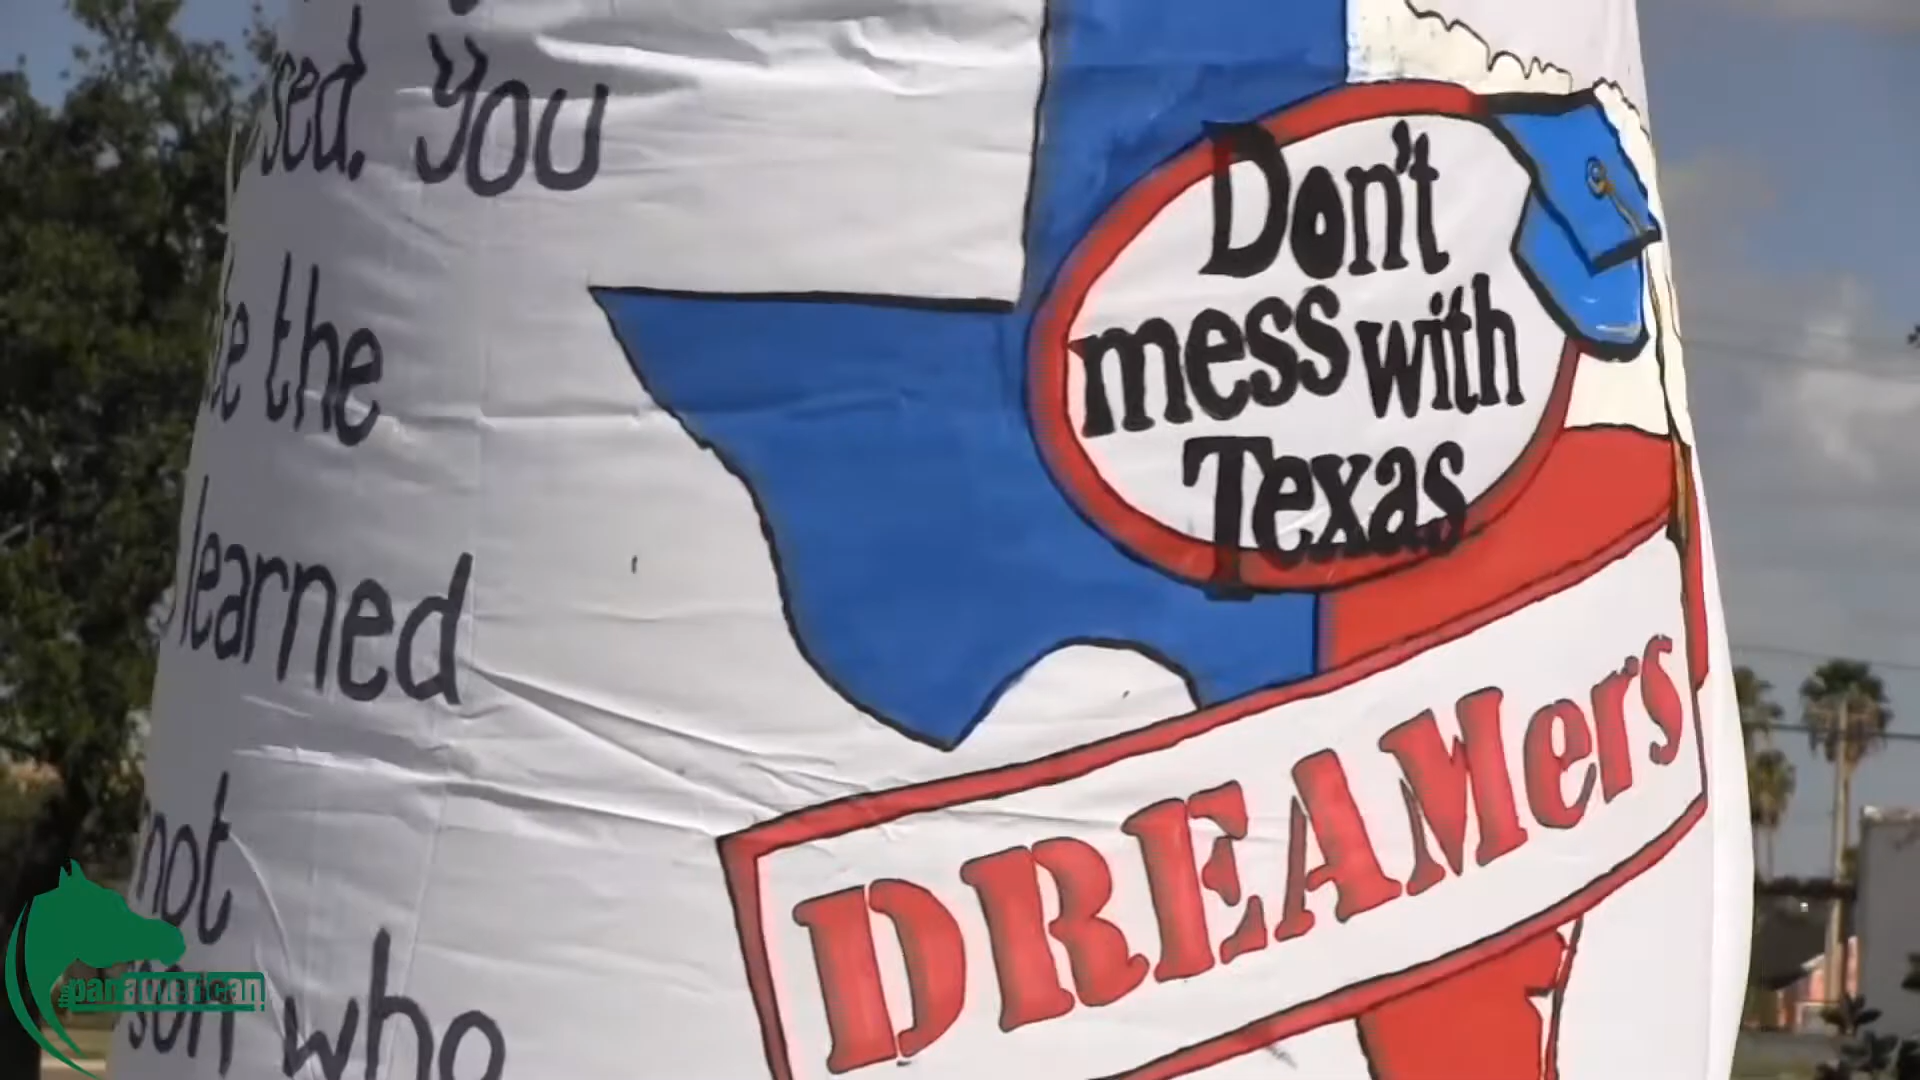 sed. You
the
learned
not
who
Don't
mess with
Texas
DREAMers
the panamerican